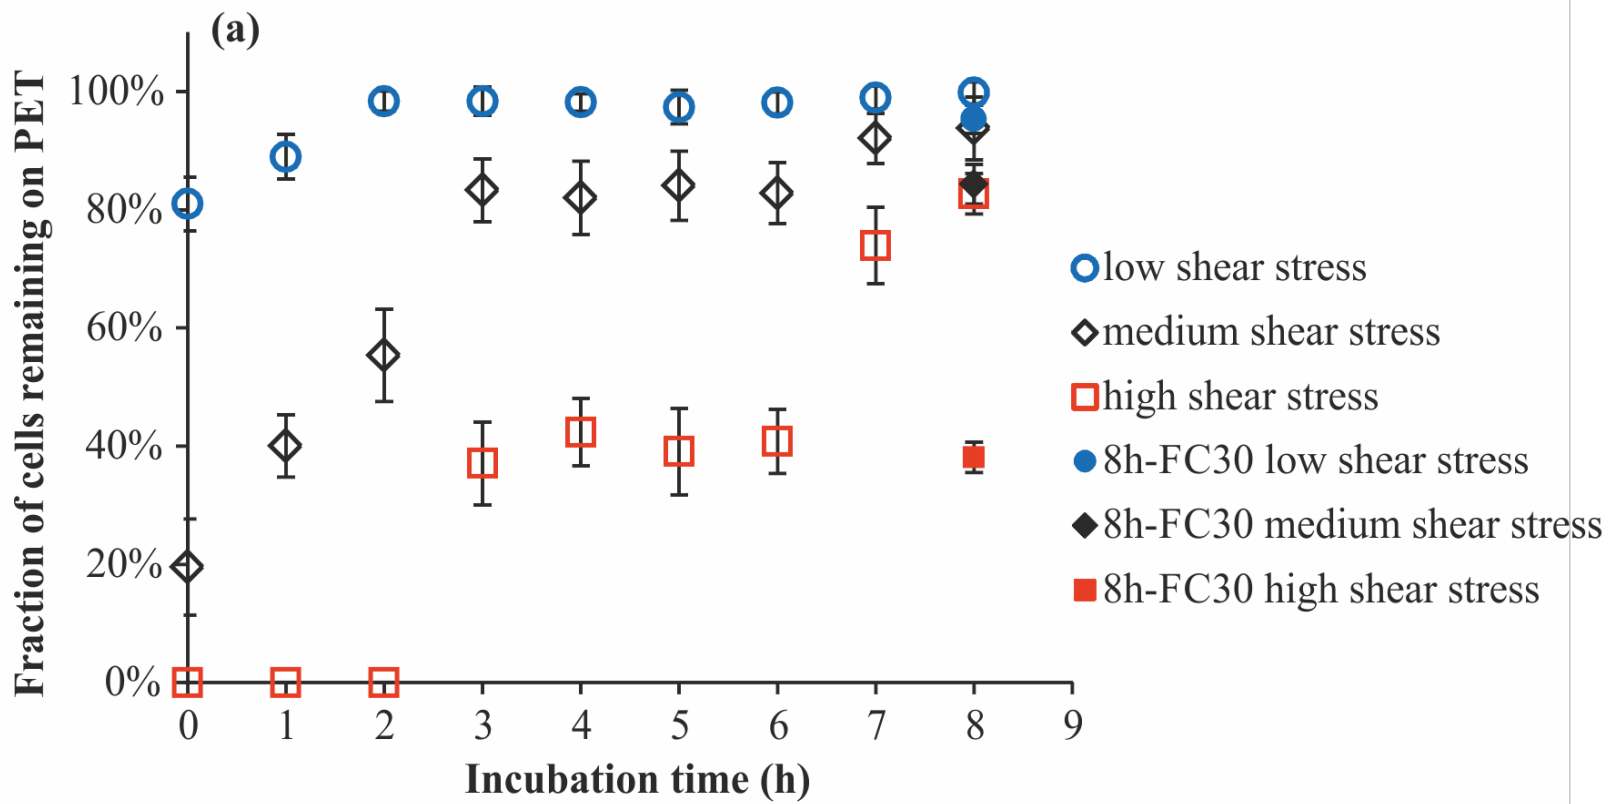 (a)
Fraction of cells remaining on PET
100%
80%
60%
40%
20%
0%
0 1 2 3 4 5 6 7 8 9
Incubation time (h)
low shear stress
medium shear stress
high shear stress
8h-FC30 low shear stress
8h-FC30 medium shear stress
8h-FC30 high shear stress